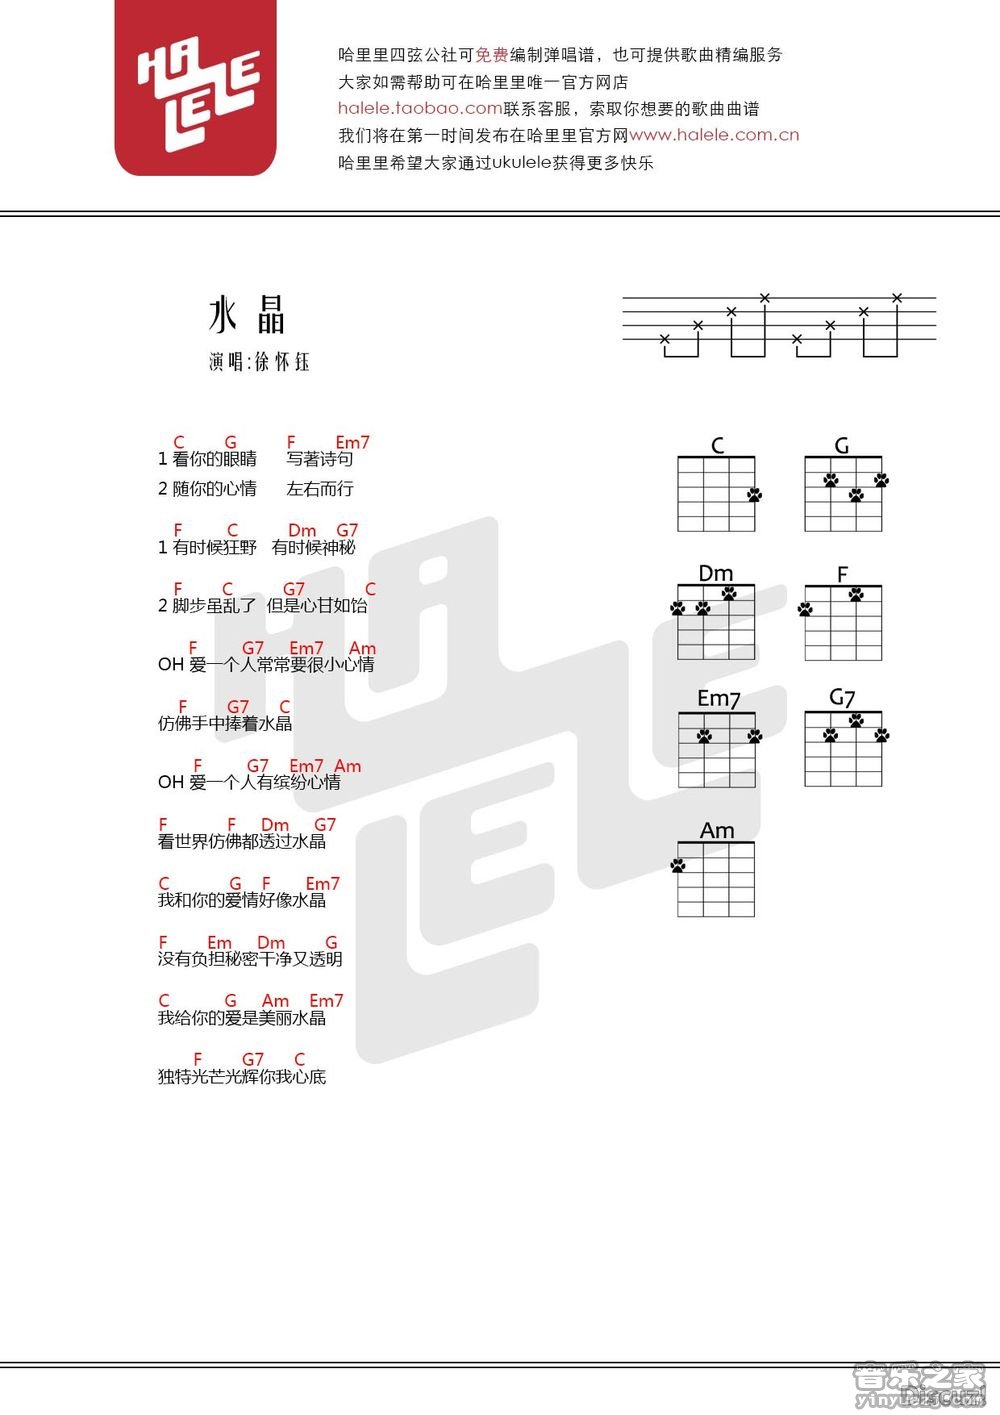 HALELE
哈里里四弦公社可免费编制弹唱谱，也可提供歌曲精编服务
大家如需帮助可在哈里里唯一官方网店
halele.taobao.com联系客服，索取你想要的歌曲曲谱
我们将在第一时间发布在哈里里官方网www.halele.com.cn
哈里里希望大家通过ukulele获得更多快乐
水晶
演唱:徐怀钰
C G F Em7
1 看你的眼睛 写著诗句
2 随你的心情 左右而行
F C Dm G7
1 有时候狂野 有时候神秘
F C G7 C
2 脚步虽乱了 但是心甘如饴
F G7 Em7 Am
OH 爱一个人常常要很小心情
F G7 C
仿佛手中捧着水晶
F G7 Em7 Am
OH 爱一个人有缤纷心情
F F Dm G7
看世界仿佛都透过水晶
C G F Em7
我和你的爱情好像水晶
F Em Dm G
没有负担秘密干净又透明
C G Am Em7
我给你的爱是美丽水晶
F G7 C
独特光芒光辉你我心底
C G
Dm F
Em7 G7
Am
HALELE
音乐之家
Discuz!